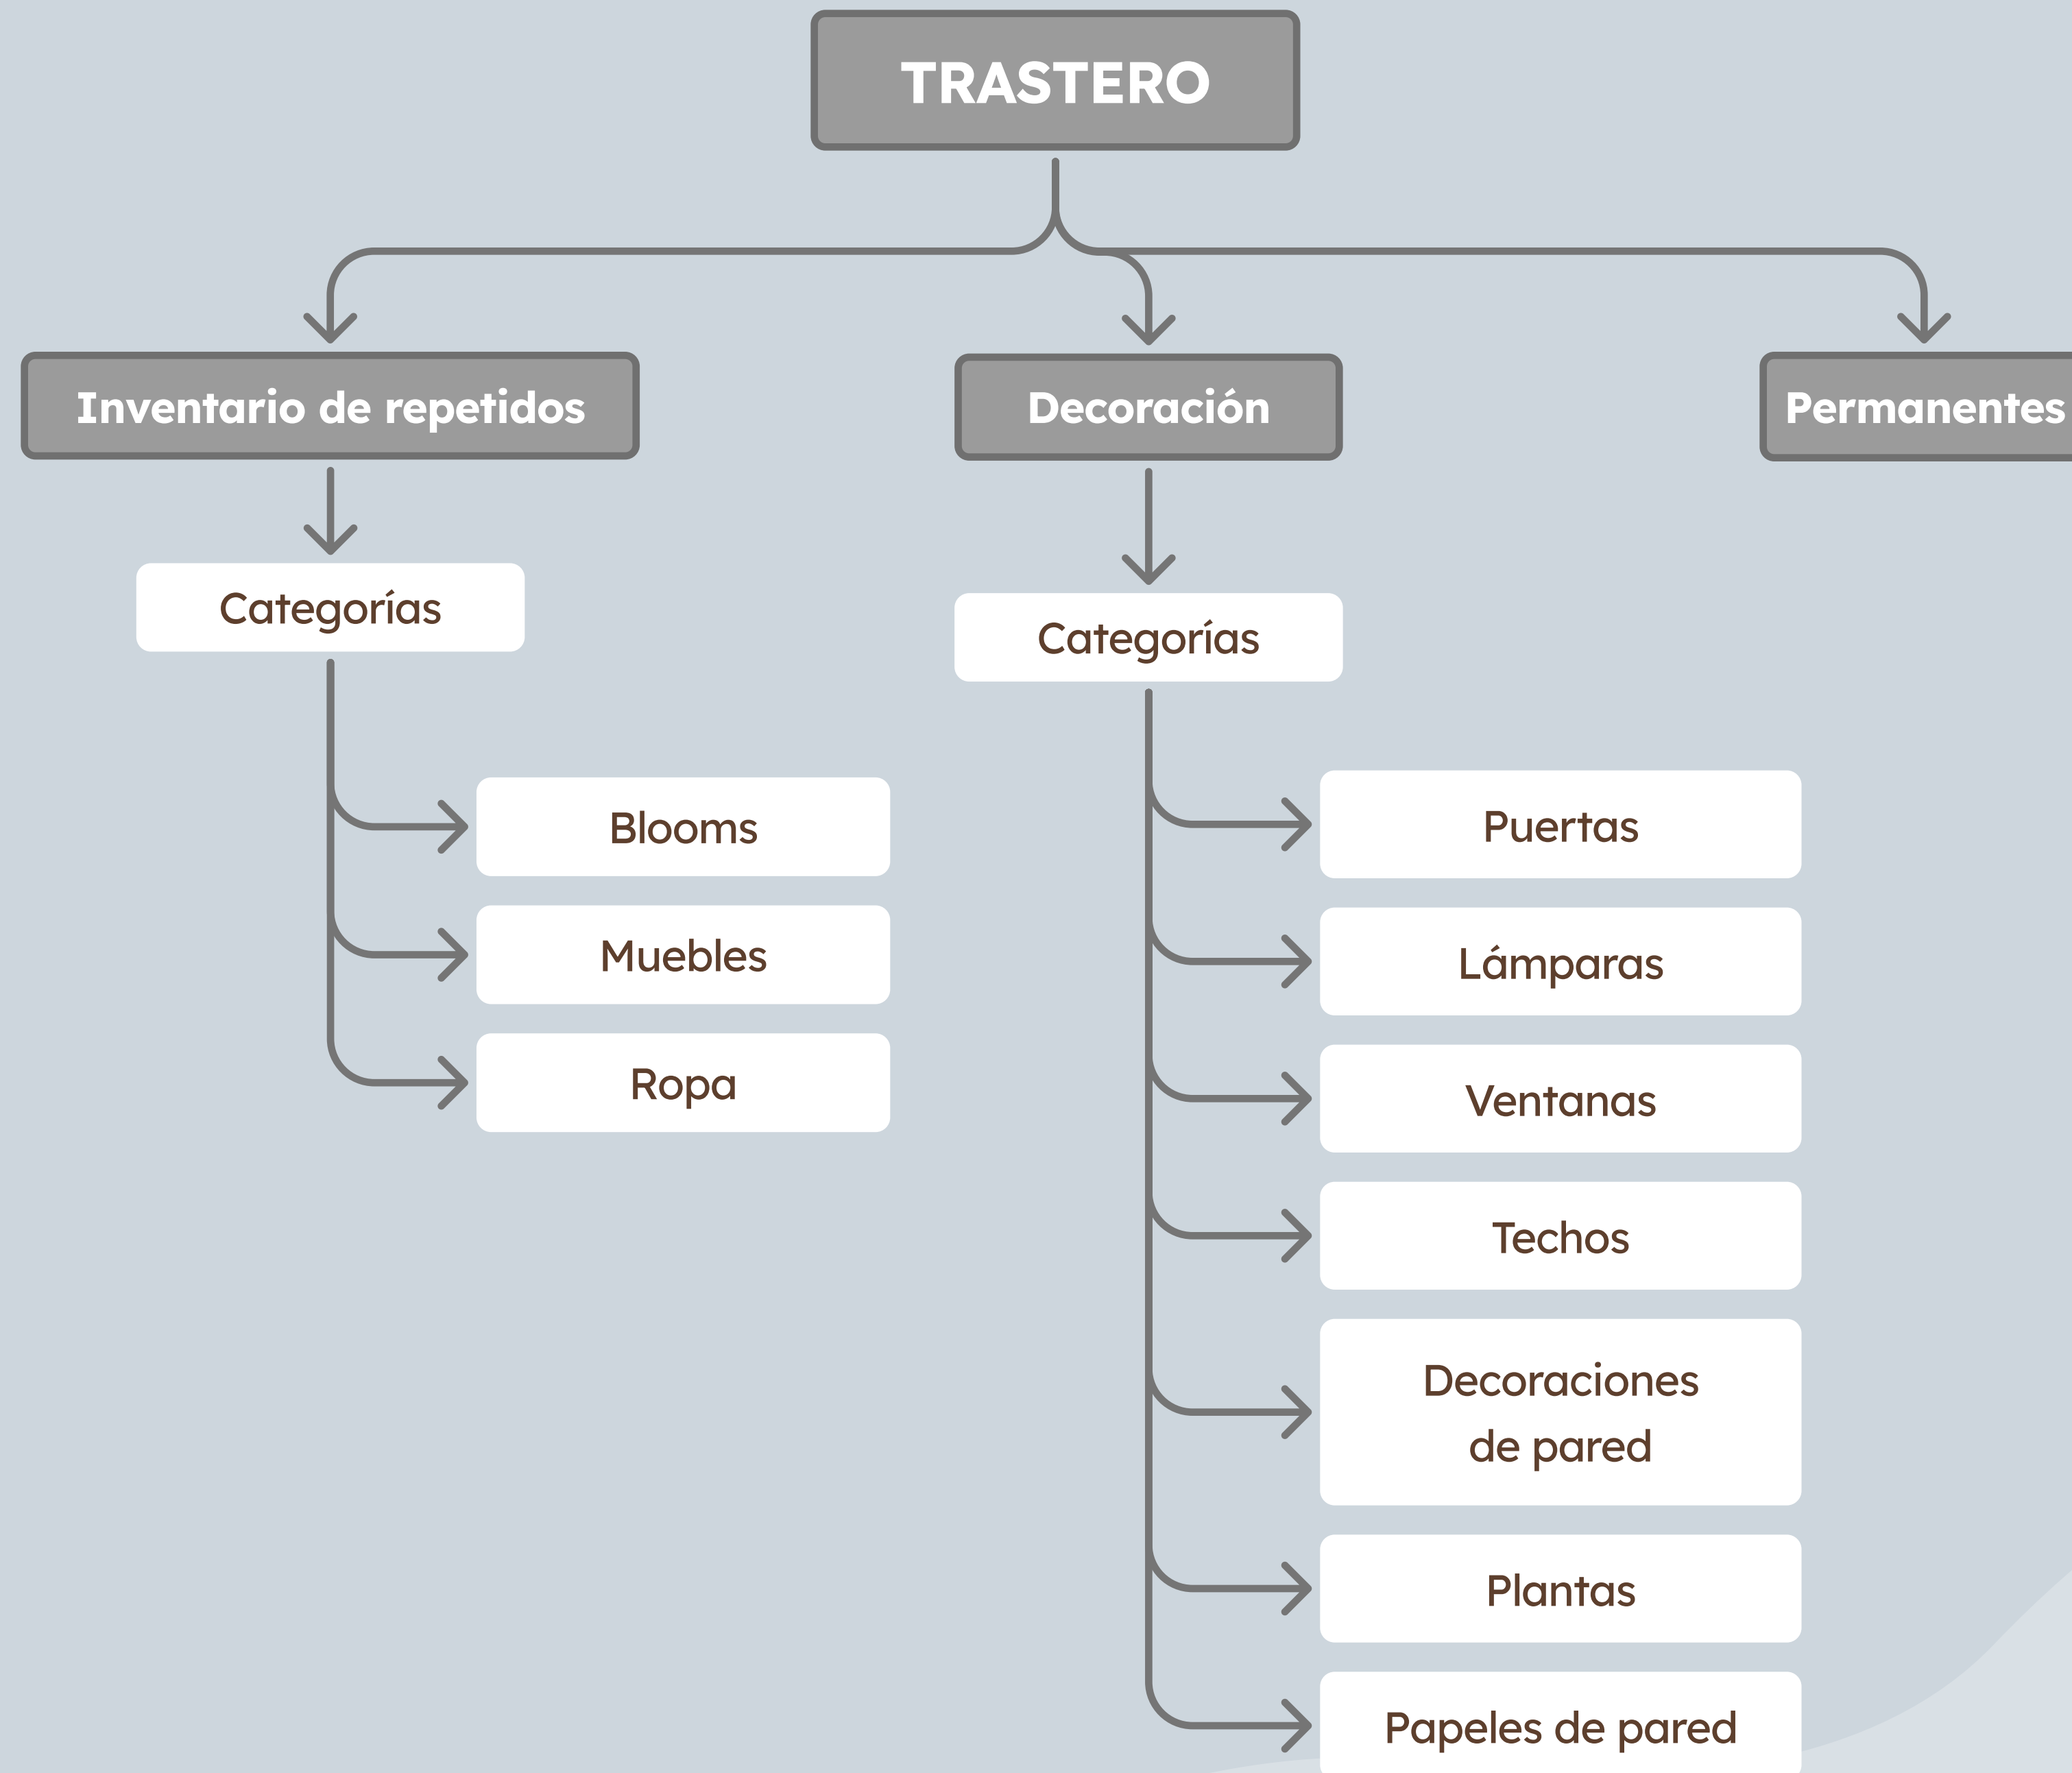 TRASTERO
Inventario de repetidos
Decoración
Permanentes
Categorías
Categorías
Blooms
Muebles
Ropa
Puertas
Lámparas
Ventanas
Techos
Decoraciones
de pared
Plantas
Papeles de pared